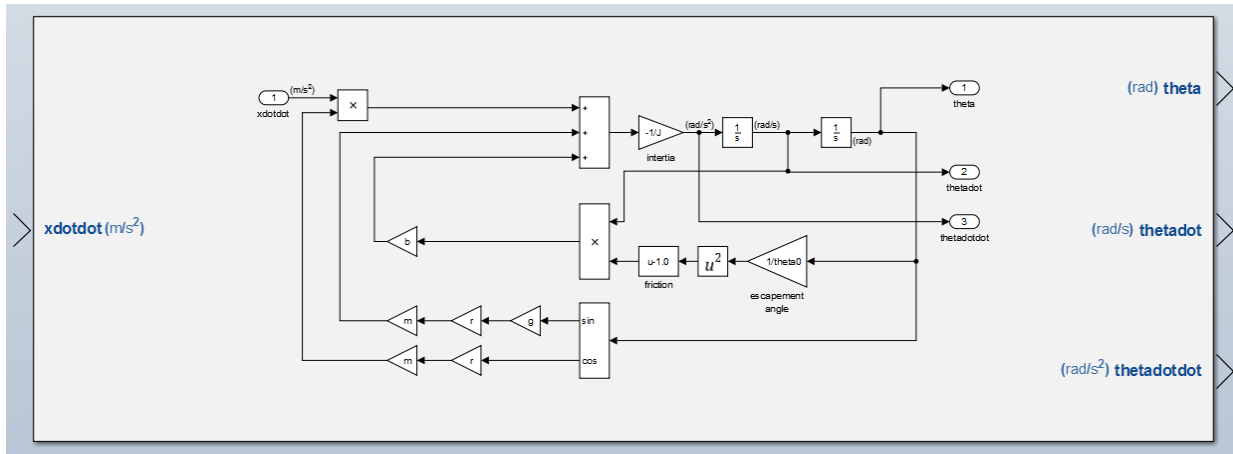 1
(m/s²)
xdotdot
×
+
+
+
-1/J
intertia
(rad/s²)
1
s
(rad/s)
1
s
(rad)
1
theta
2
thetadot
3
thetadotdot
b
×
u-1.0
friction
u²
1/theta0
escapement
angle
m
r
g
sin
m
r
cos
xdotdot (m/s²)
(rad) theta
(rad/s) thetadot
(rad/s²) thetadotdot